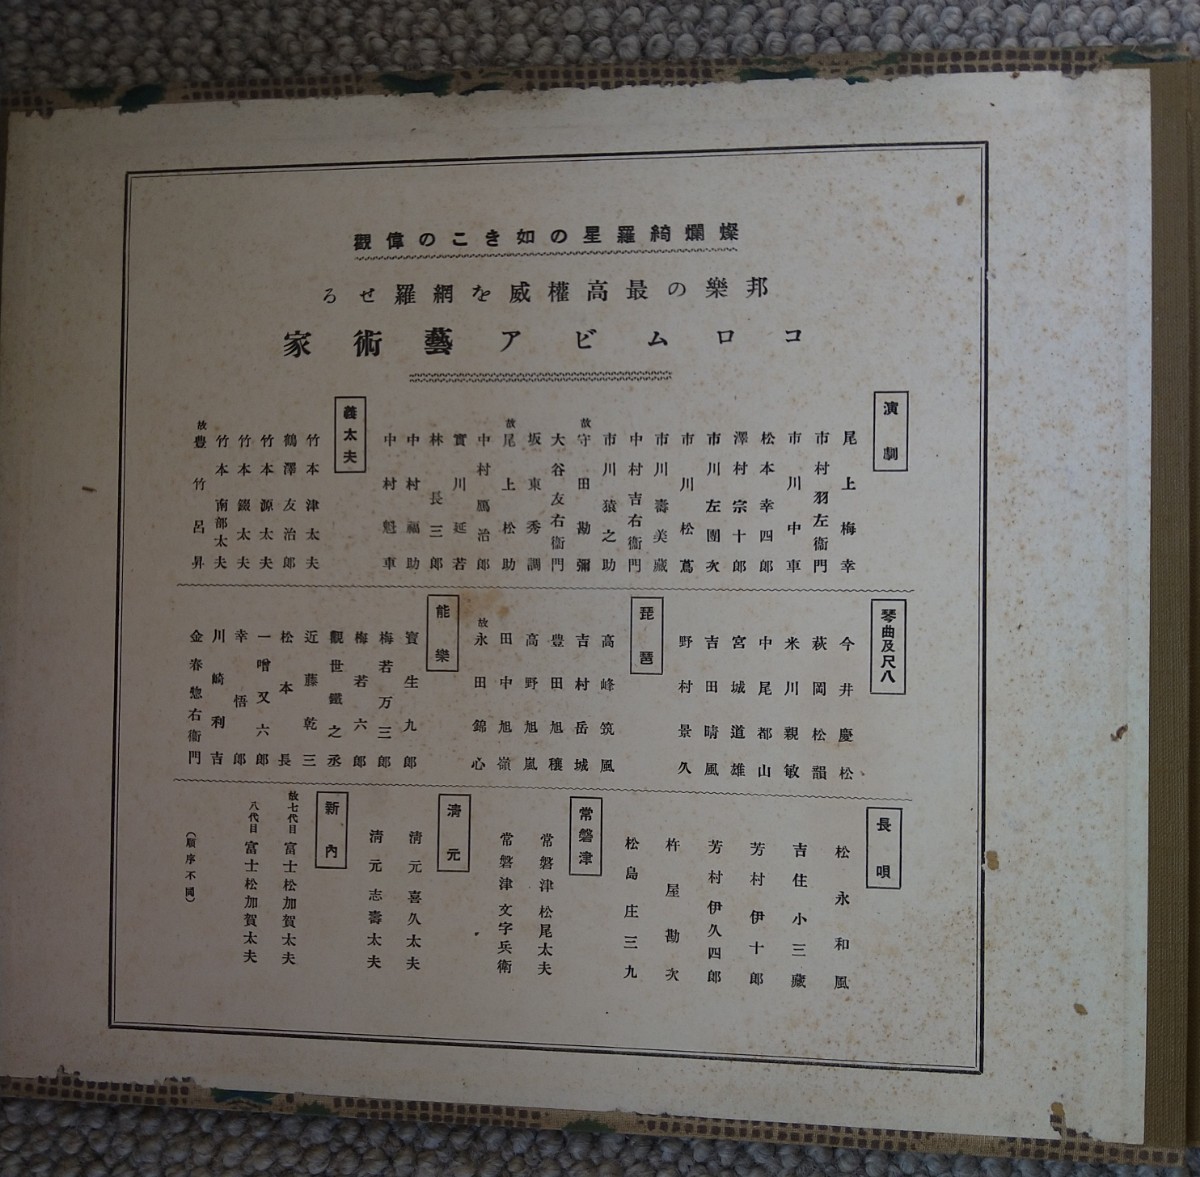 燦爛綺羅星の如きこの偉觀
邦樂の最高權威を網羅せる
コロムビア藝術家
演劇
尾上梅幸
市村羽左衞門
市川中車
松本幸四郎
澤村宗十郎
市川左團次
市川松蔦
市川壽美藏
中村吉右衞門
市川猿之助
故守田勘彌
大谷友右衞門
坂東秀調
故尾上松助
中村鴈治郎
實川延若
林長三郎
中村福助
中村魁車
義太夫
竹本津太夫
鶴澤友治郎
竹本源太夫
竹本錣太夫
竹本南部太夫
故豊竹呂昇
琴曲及尺八
今井慶松
萩岡松韻
米川親敏
中尾都山
宮城道雄
吉田晴風
野村景久
琵琶
高峰筑風
吉村岳城
豊田旭穰
高野旭嵐
田中旭嶺
故永田錦心
能樂
寳生九郎
梅若万三郎
梅若六郎
觀世鐵之丞
近藤乾三
松本長
一噌又六郎
幸悟郎
川崎利吉
金春惣右衞門
長唄
松永和風
吉住小三藏
芳村伊十郎
芳村伊久四郎
杵屋勘次
松島庄三九
常磐津
常磐津松尾太夫
常磐津文字兵衛
淸元
淸元喜久太夫
淸元志壽太夫
新內
故七代目富士松加賀太夫
八代目富士松加賀太夫
(順序不同)